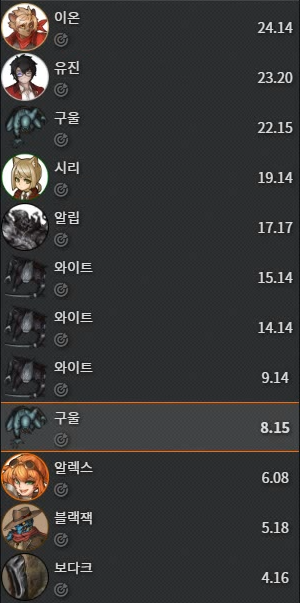 이온
24.14
유진
23.20
구울
22.15
시리
19.14
알립
17.17
와이트
15.14
와이트
14.14
와이트
9.14
구울
8.15
알렉스
6.08
블랙잭
5.18
보다크
4.16